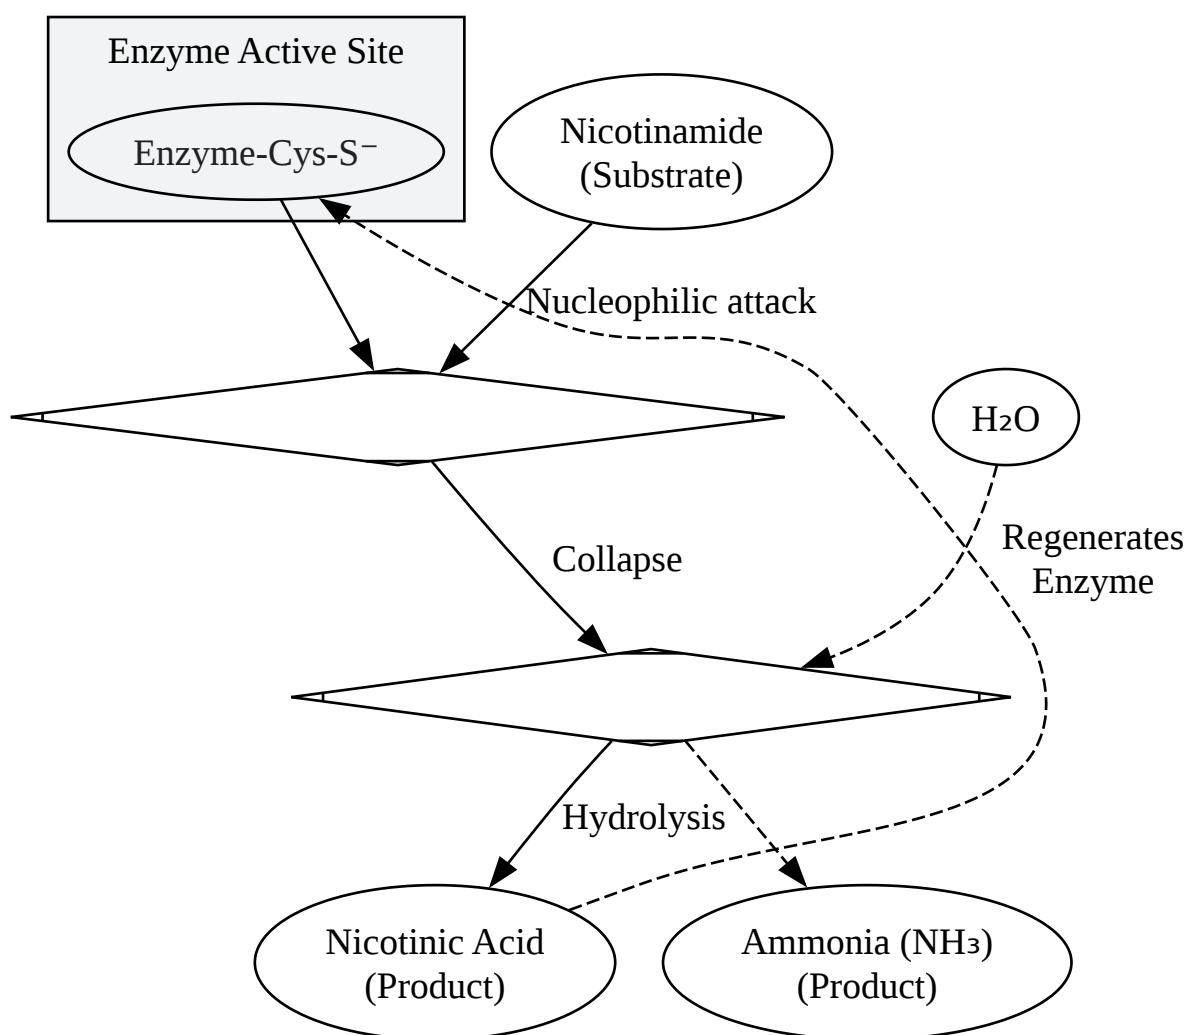 Enzyme Active Site
Enzyme-Cys-S⁻
Nicotinamide
(Substrate)
Nucleophilic attack
H₂O
Regenerates
Enzyme
Collapse
Hydrolysis
Nicotinic Acid
(Product)
Ammonia (NH₃)
(Product)